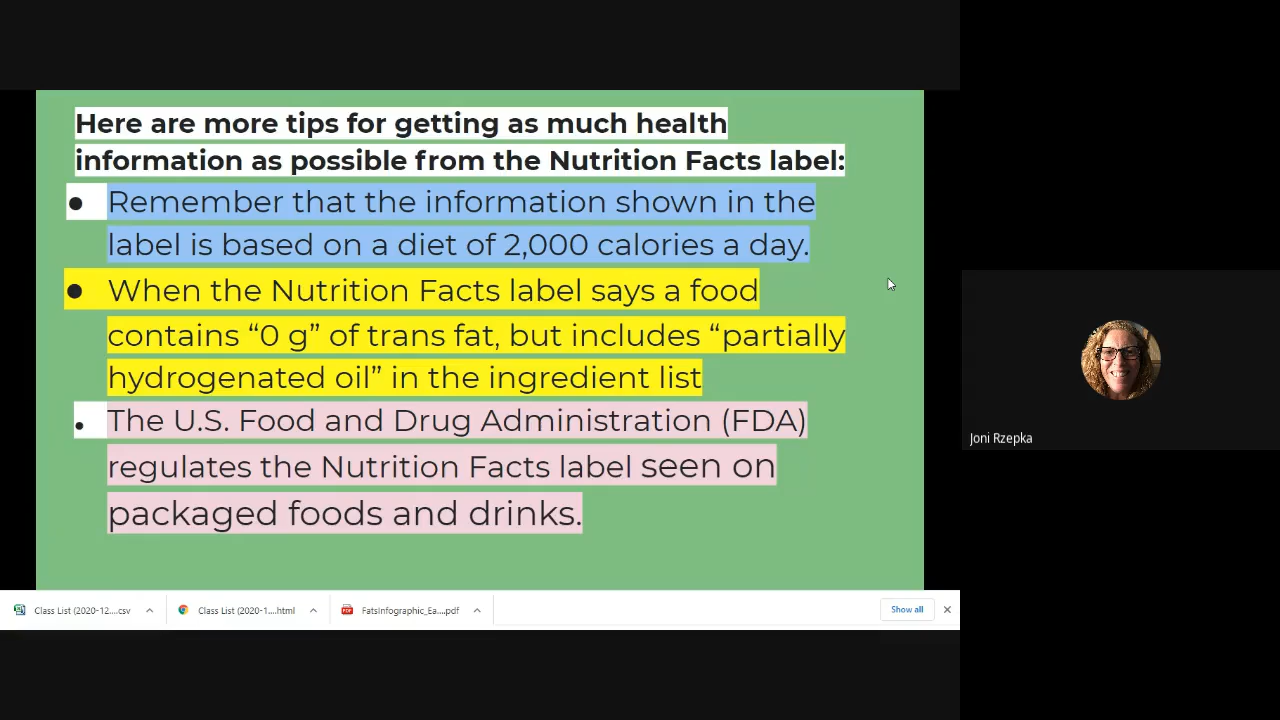 Here are more tips for getting as much health
information as possible from the Nutrition Facts label:
● Remember that the information shown in the
label is based on a diet of 2,000 calories a day.
● When the Nutrition Facts label says a food
contains “0 g” of trans fat, but includes “partially
hydrogenated oil” in the ingredient list
• The U.S. Food and Drug Administration (FDA)
regulates the Nutrition Facts label seen on
packaged foods and drinks.
Joni Rzepka
Class List (2020-12....csv
Class List (2020-1....html
FatsInfographic_Ea....pdf
Show all